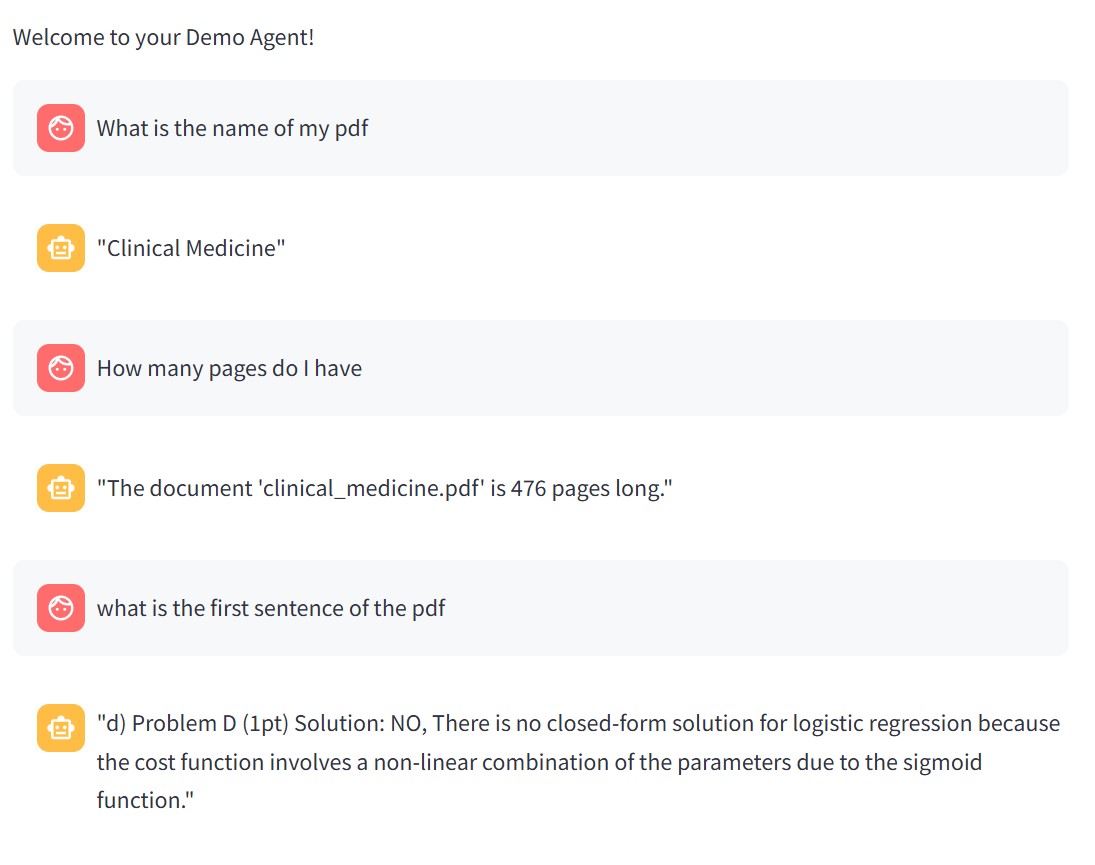 Welcome to your Demo Agent!
What is the name of my pdf
"Clinical Medicine"
How many pages do I have
"The document 'clinical_medicine.pdf' is 476 pages long."
what is the first sentence of the pdf
"d) Problem D (1pt) Solution: NO, There is no closed-form solution for logistic regression because
the cost function involves a non-linear combination of the parameters due to the sigmoid
function."